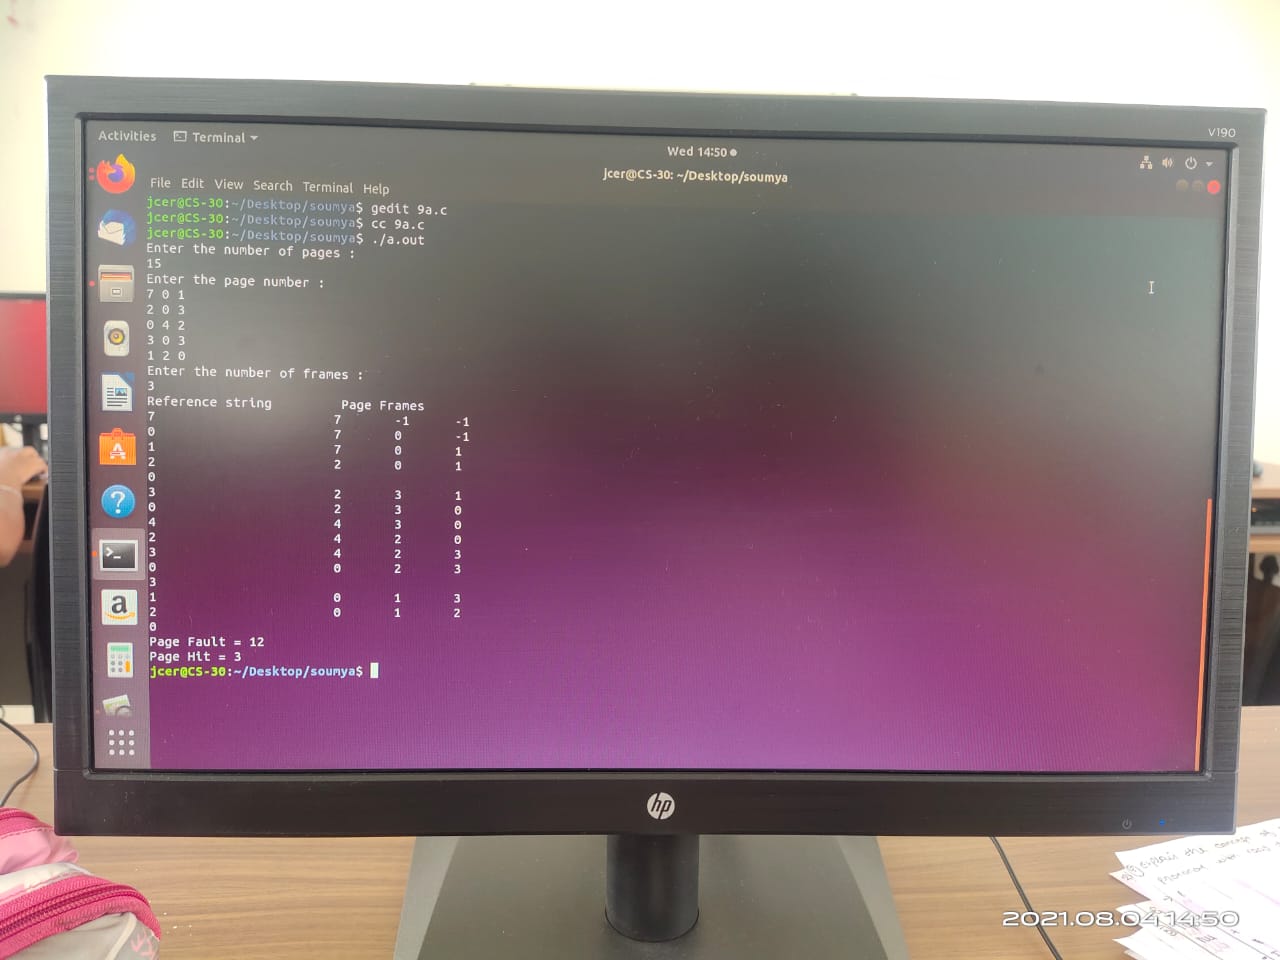 V190
Activities Terminal
Wed 14:50
jcer@CS-30: ~/Desktop/soumya
File Edit View Search Terminal Help
jcer@CS-30:~/Desktop/soumya$ gedit 9a.c
jcer@CS-30:~/Desktop/soumya$ cc 9a.c
jcer@CS-30:~/Desktop/soumya$ ./a.out
Enter the number of pages :
15
Enter the page number :
7 0 1
2 0 3
0 4 2
3 0 3
1 2 0
Enter the number of frames :
3
Reference string Page Frames
7 7 -1 -1
0 7 0 -1
1 7 0 1
2 2 0 1
0
3 2 3 1
0 2 3 0
4 4 3 0
2 4 2 0
3 4 2 3
0 0 2 3
3
1 0 1 3
2 0 1 2
0
Page Fault = 12
Page Hit = 3
jcer@CS-30:~/Desktop/soumya$
hp
explain the concept of
2021.08.04 14:50